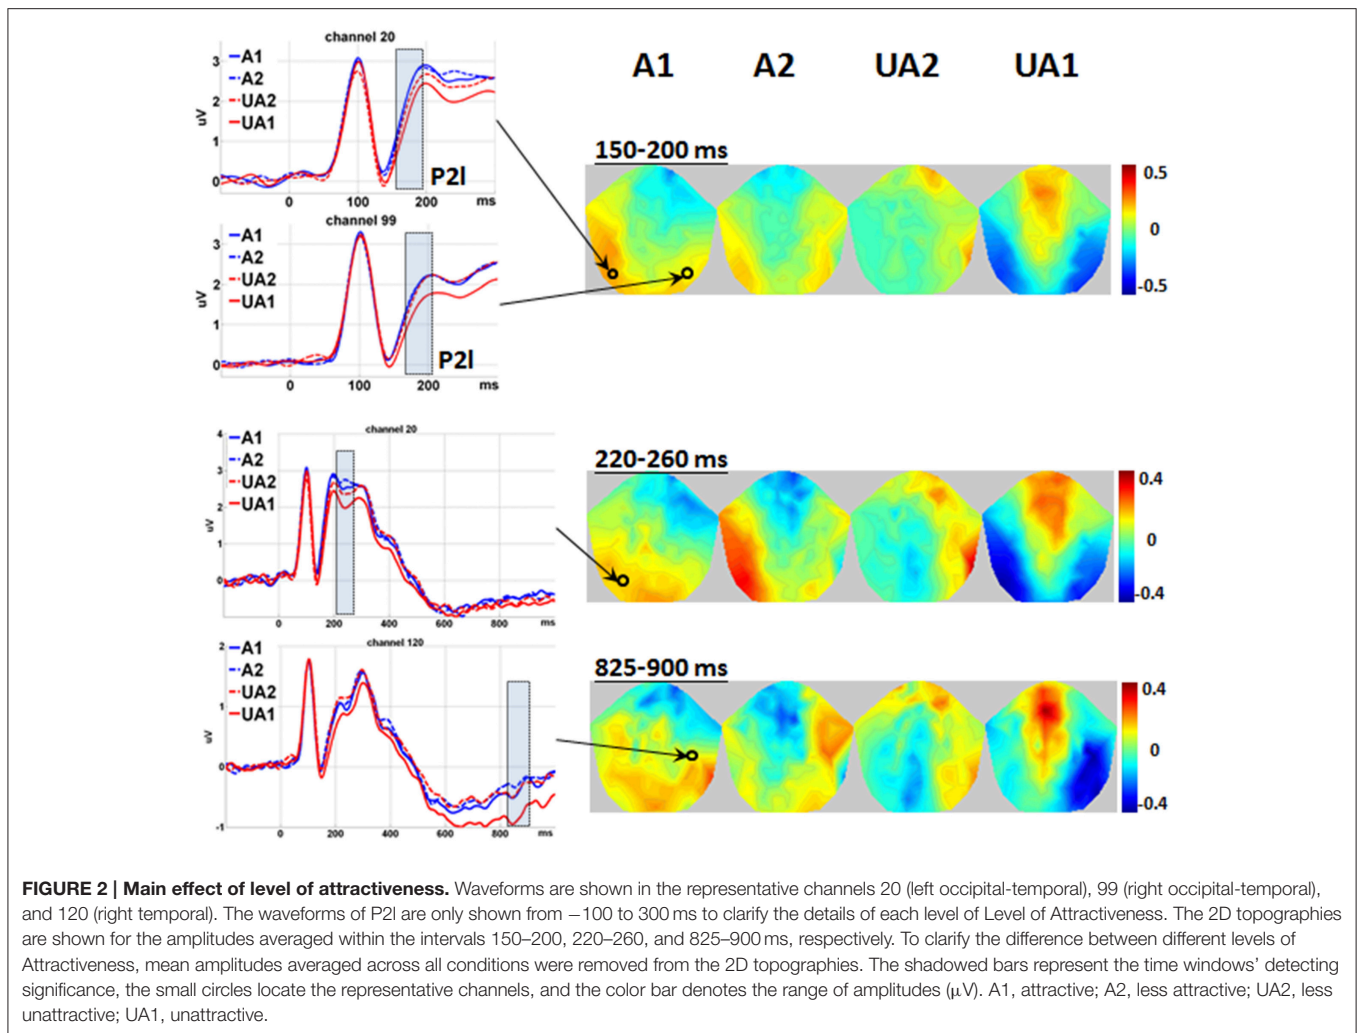 channel 20
A1
A2
UA2
UA1
3
2
1
0
uV
P2l
100
200
ms
channel 99
A1
A2
UA2
UA1
3
2
1
0
uV
P2l
0
100
200
ms
A1 A2 UA2 UA1
150-200 ms
0.5
0
-0.5
channel 20
A1
A2
UA2
UA1
4
3
2
1
0
uV
0 200 400 600 800 ms
220-260 ms
0.4
0
-0.4
channel 120
A1
A2
UA2
UA1
2
1
0
-1
uV
0 200 400 600 800 ms
825-900 ms
0.4
0
-0.4
FIGURE 2 | Main effect of level of attractiveness. Waveforms are shown in the representative channels 20 (left occipital-temporal), 99 (right occipital-temporal),
and 120 (right temporal). The waveforms of P2l are only shown from −100 to 300 ms to clarify the details of each level of Level of Attractiveness. The 2D topographies
are shown for the amplitudes averaged within the intervals 150–200, 220–260, and 825–900 ms, respectively. To clarify the difference between different levels of
Attractiveness, mean amplitudes averaged across all conditions were removed from the 2D topographies. The shadowed bars represent the time windows' detecting
significance, the small circles locate the representative channels, and the color bar denotes the range of amplitudes (μV). A1, attractive; A2, less attractive; UA2, less
unattractive; UA1, unattractive.